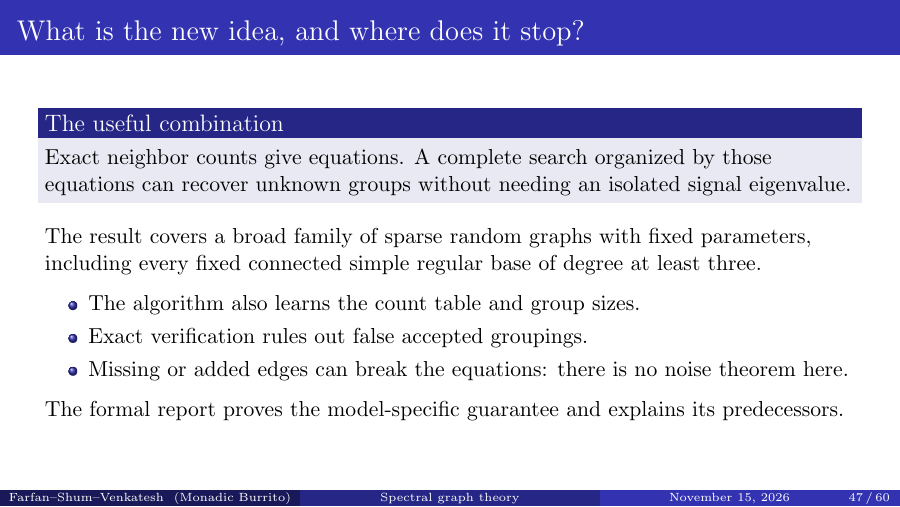 What is the new idea, and where does it stop?
The useful combination
Exact neighbor counts give equations. A complete search organized by those
equations can recover unknown groups without needing an isolated signal eigenvalue.
The result covers a broad family of sparse random graphs with fixed parameters,
including every fixed connected simple regular base of degree at least three.
The algorithm also learns the count table and group sizes.
Exact verification rules out false accepted groupings.
Missing or added edges can break the equations: there is no noise theorem here.
The formal report proves the model-specific guarantee and explains its predecessors.
Farfan–Shum–Venkatesh (Monadic Burrito) Spectral graph theory November 15, 2026 47 / 60